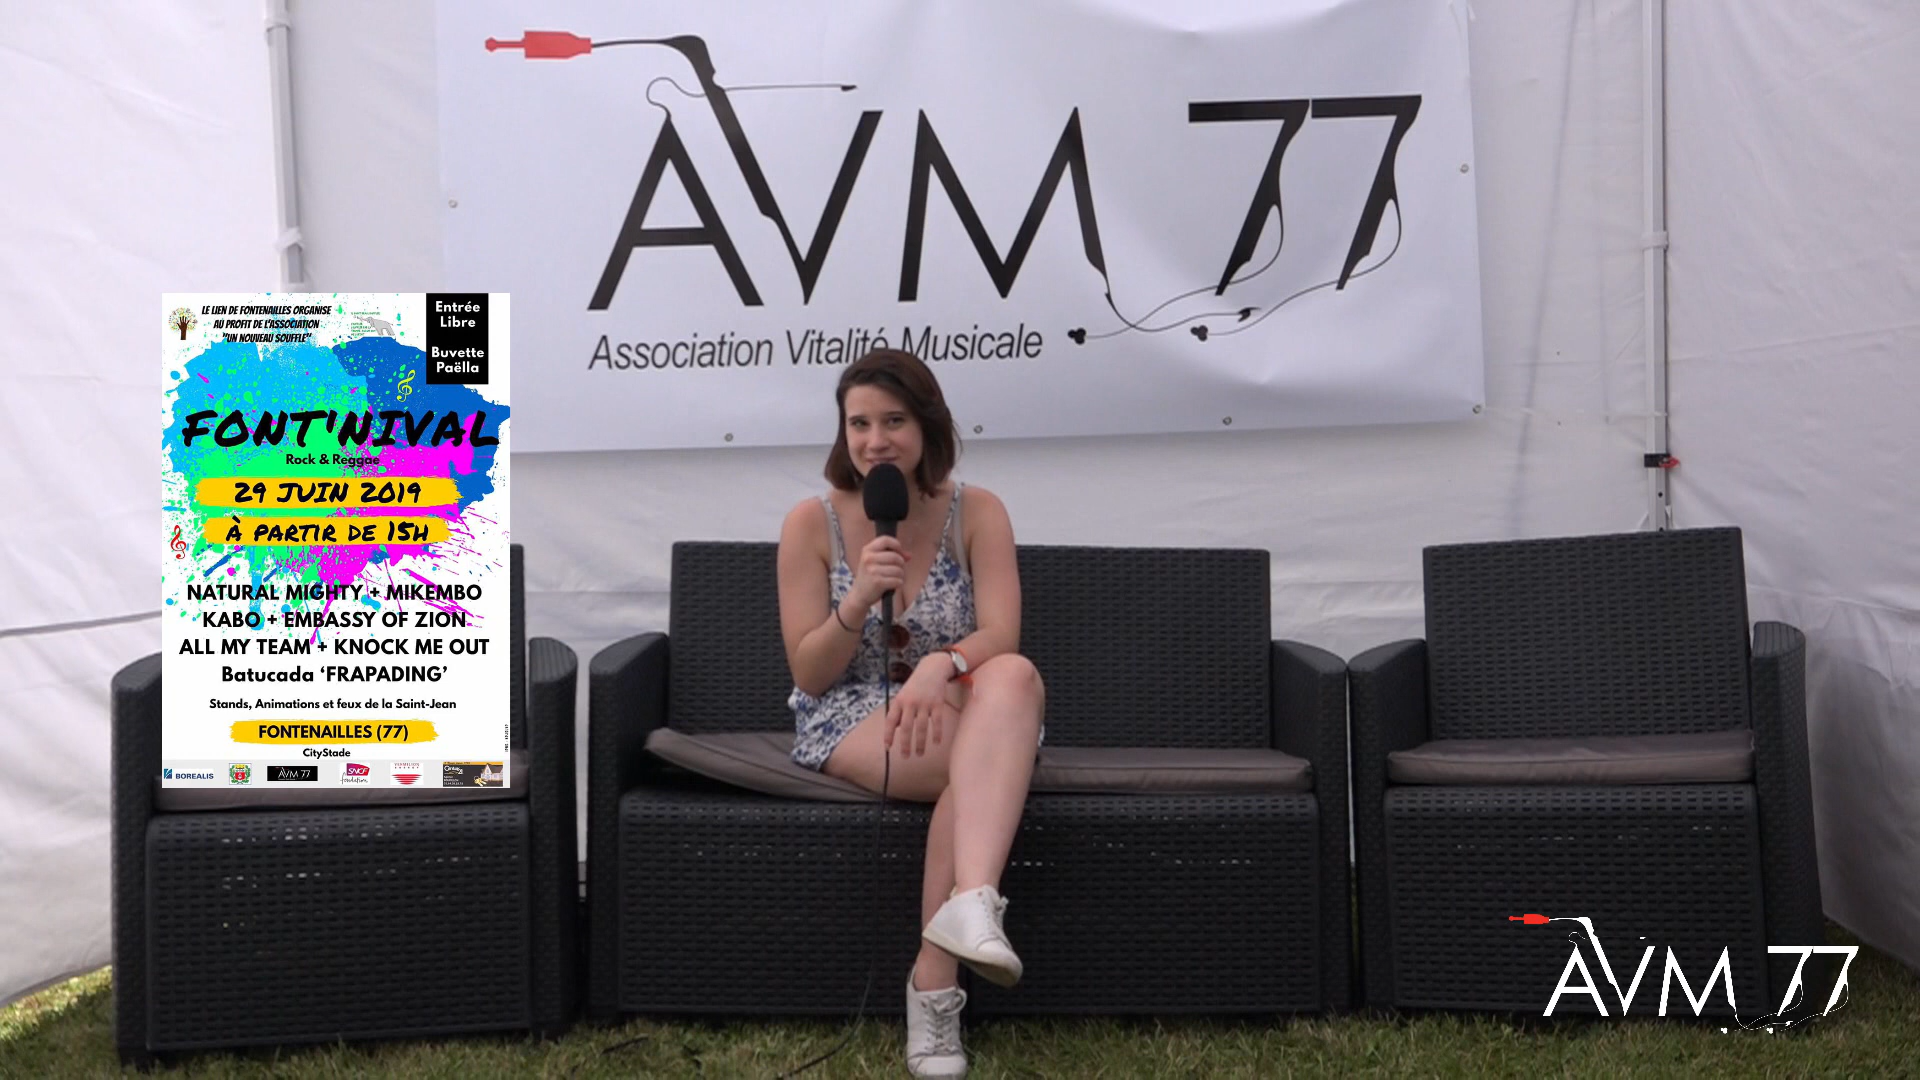 AVM 77
Association Vitalité Musicale
LE LIEN DE FONTENAILLES ORGANISE
AU PROFIT DE L'ASSOCIATION
"UN NOUVEAU SOUFFLE"
Entrée
Libre
Buvette
Paëlla
FONT'NIVAL
Rock & Reggae
29 JUIN 2019
À PARTIR DE 15H
NATURAL MIGHTY + MIKEMBO
KABO + EMBASSY OF ZION
ALL MY TEAM + KNOCK ME OUT
Batucada ‘FRAPADING’
Stands, Animations et feux de la Saint-Jean
FONTENAILLES (77)
CityStade
BOREALIS
AVM 77
SNCF
fondation
AVM 77